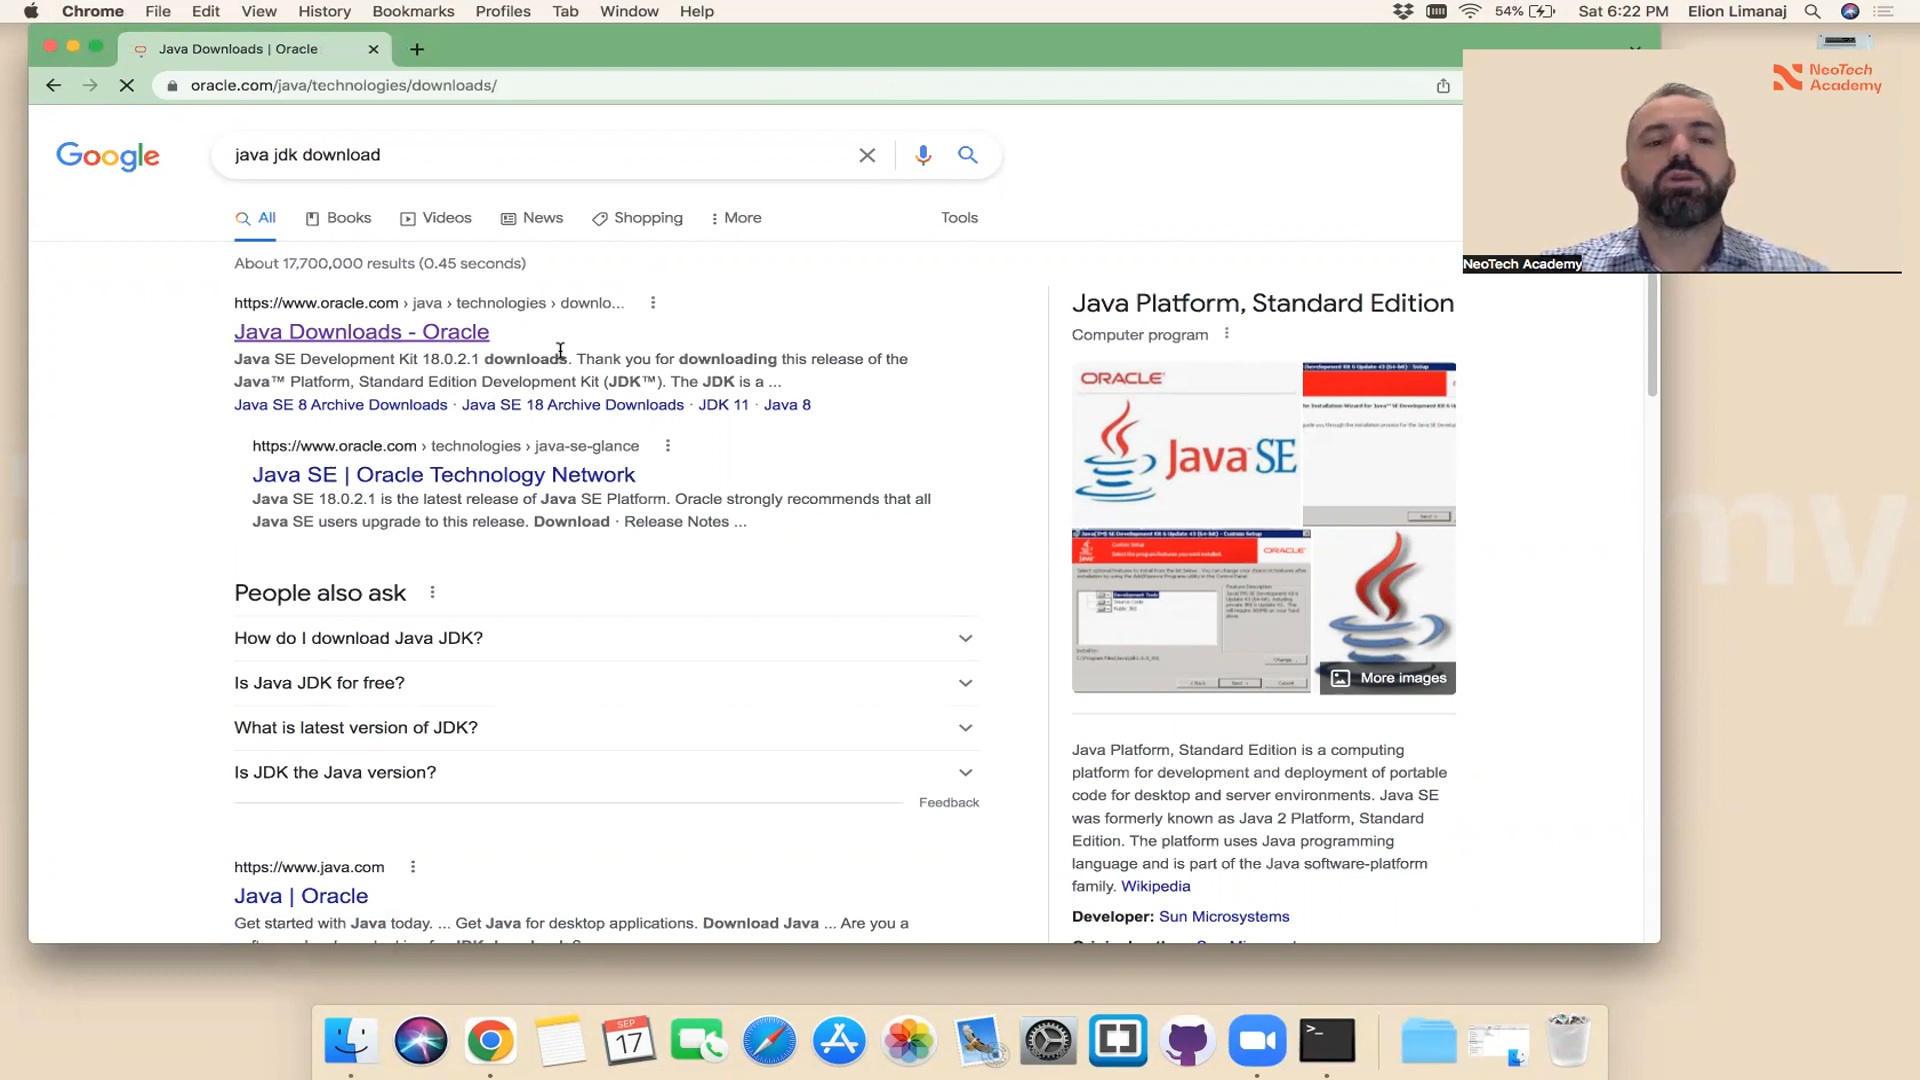 Chrome File Edit View History Bookmarks Profiles Tab Window Help
54% Sat 6:22 PM Elion Limanaj
Java Downloads | Oracle
oracle.com/java/technologies/downloads/
NeoTech
Academy
NeoTech Academy
Google
java jdk download
All Books Videos News Shopping More Tools
About 17,700,000 results (0.45 seconds)
https://www.oracle.com › java › technologies › downlo...
Java Downloads - Oracle
Java SE Development Kit 18.0.2.1 downloads. Thank you for downloading this release of the
Java™ Platform, Standard Edition Development Kit (JDK™). The JDK is a ...
Java SE 8 Archive Downloads · Java SE 18 Archive Downloads · JDK 11 · Java 8
https://www.oracle.com › technologies › java-se-glance
Java SE | Oracle Technology Network
Java SE 18.0.2.1 is the latest release of Java SE Platform. Oracle strongly recommends that all
Java SE users upgrade to this release. Download · Release Notes ...
People also ask
How do I download Java JDK?
Is Java JDK for free?
What is latest version of JDK?
Is JDK the Java version?
Feedback
https://www.java.com
Java | Oracle
Get started with Java today. ... Get Java for desktop applications. Download Java ... Are you a
Java Platform, Standard Edition
Computer program
ORACLE
Java SE
ORACLE
More images
Java Platform, Standard Edition is a computing
platform for development and deployment of portable
code for desktop and server environments. Java SE
was formerly known as Java 2 Platform, Standard
Edition. The platform uses Java programming
language and is part of the Java software-platform
family. Wikipedia
Developer: Sun Microsystems
my
SEP
17